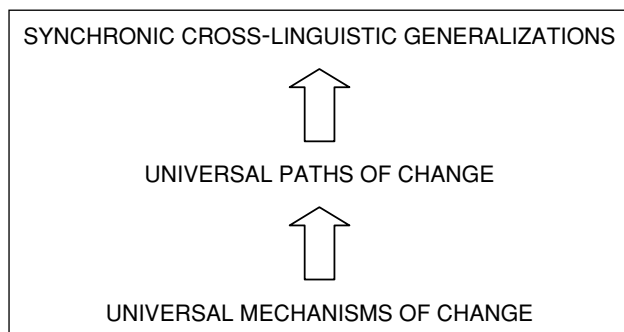 SYNCHRONIC CROSS-LINGUISTIC GENERALIZATIONS
UNIVERSAL PATHS OF CHANGE
UNIVERSAL MECHANISMS OF CHANGE